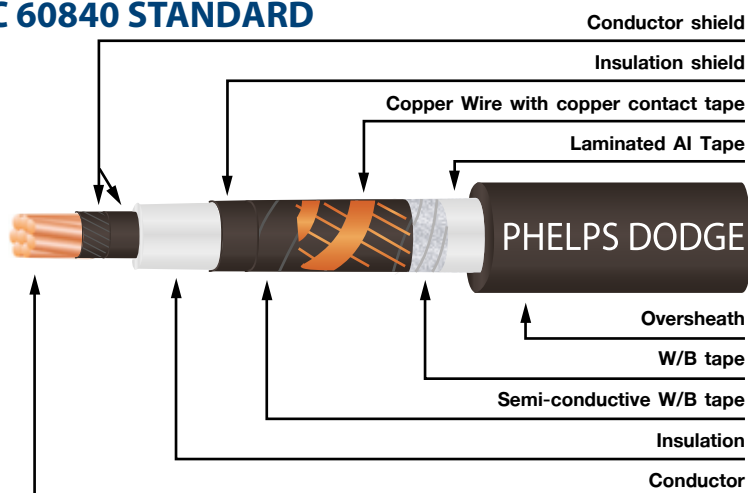 C 60840 STANDARD
Conductor shield
Insulation shield
Copper Wire with copper contact tape
Laminated Al Tape
PHELPS DODGE
Oversheath
W/B tape
Semi-conductive W/B tape
Insulation
Conductor